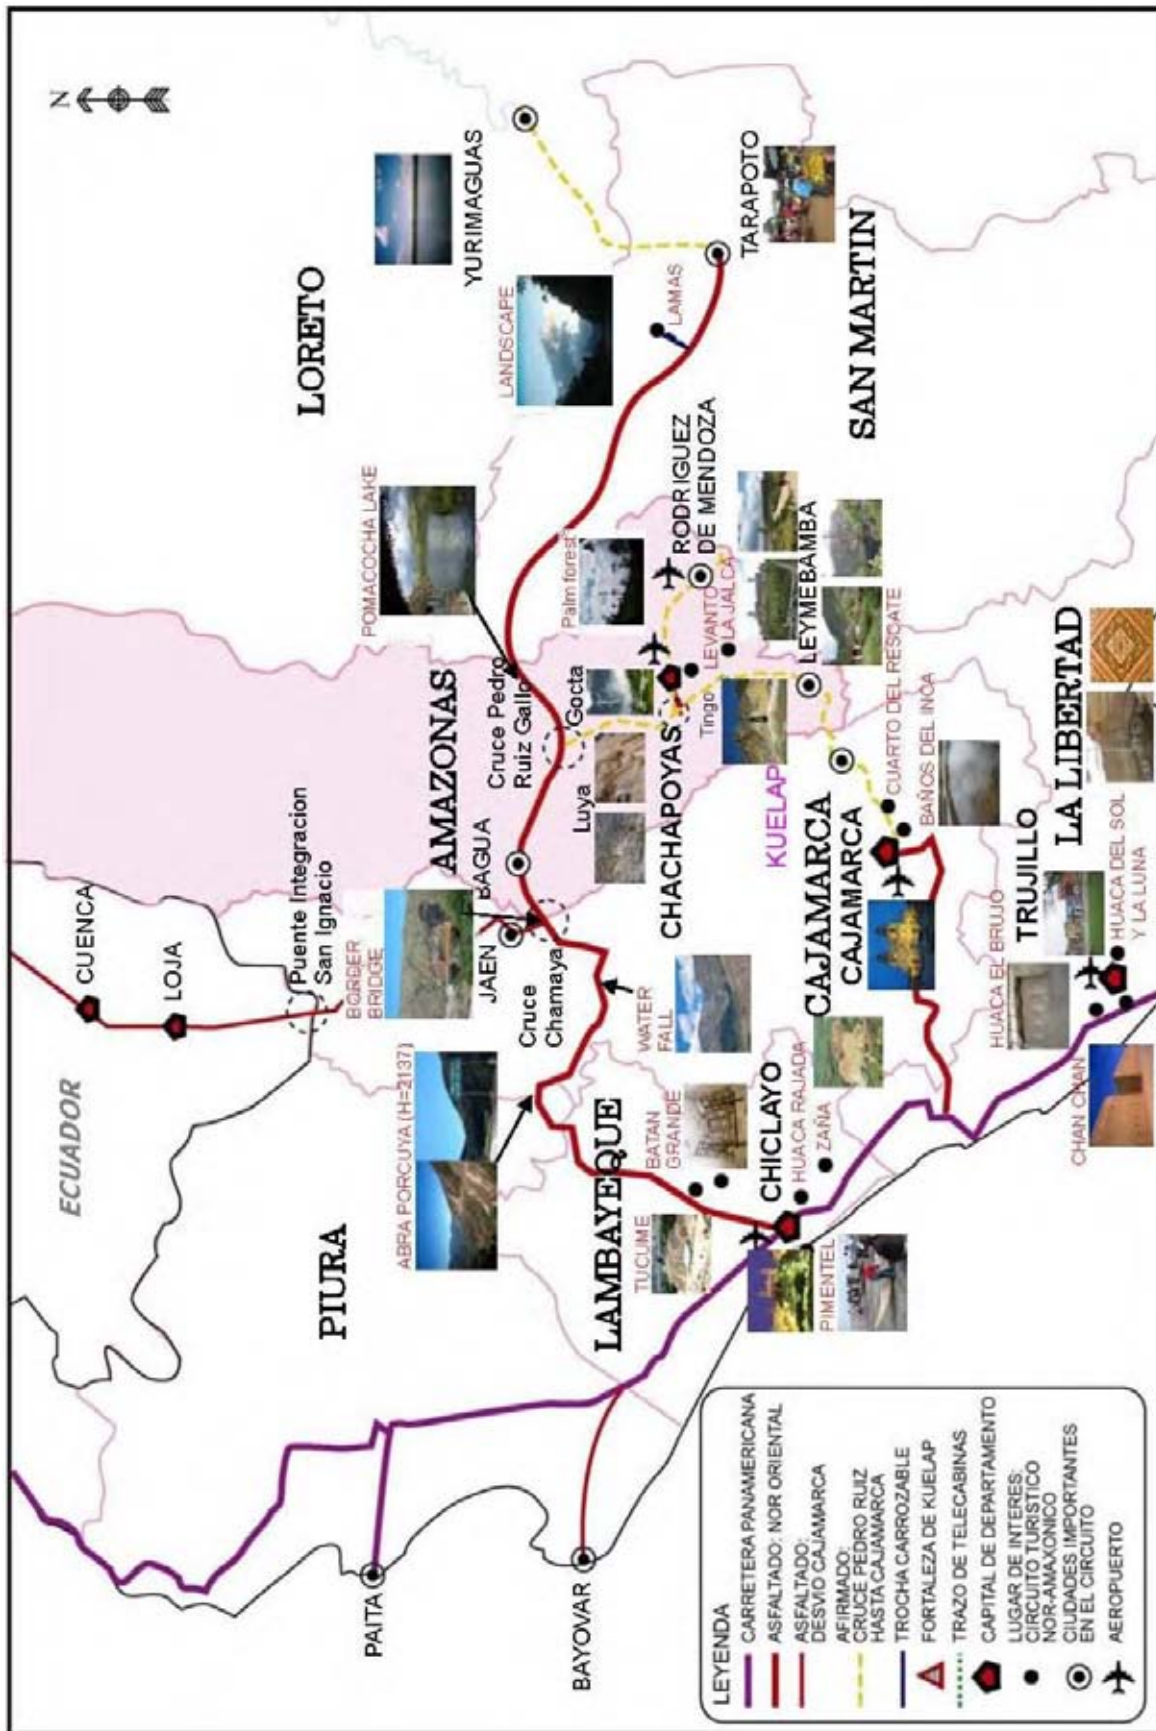 N
ECUADOR
CUENCA
LOJA
Puente Integracion
San Ignacio
BORDER
BRIDGE
LORETO
YURIMAGUAS
LANDSCAPE
POMACOCHA LAKE
AMAZONAS
Cruce Pedro
Ruiz Gallo
BAGUA
JAEN
Cruce
Chamaya
ABRA PORCUYA (H=2137)
PIURA
PAITA
BAYOVAR
LAMBAYEQUE
TUCUME
BATAN
GRANDE
WATER
FALL
Luya
Gocta
Palm forest
LAMAS
TARAPOTO
SAN MARTIN
RODRIGUEZ
DE MENDOZA
LEVANTO
LA JALCA
Tingo
CHACHAPOYAS
KUELAP
LEYMEBAMBA
CHICLAYO
HUACA RAJADA
ZAÑA
PIMENTEL
CAJAMARCA
CAJAMARCA
CUARTO DEL RESCATE
BAÑOS DEL INCA
HUACA EL BRUJO
TRUJILLO
LA LIBERTAD
CHAN CHAN
HUACA DEL SOL
Y LA LUNA
LEYENDA
CARRETERA PANAMERICANA
ASFALTADO: NOR ORIENTAL
ASFALTADO:
DESVIO CAJAMARCA
AFIRMADO:
CRUCE PEDRO RUIZ
HASTA CAJAMARCA
TROCHA CARROZABLE
FORTALEZA DE KUELAP
TRAZO DE TELECABINAS
CAPITAL DE DEPARTAMENTO
LUGAR DE INTERES:
CIRCUITO TURISTICO
NOR-AMAXONICO
CIUDADES IMPORTANTES
EN EL CIRCUITO
AEROPUERTO